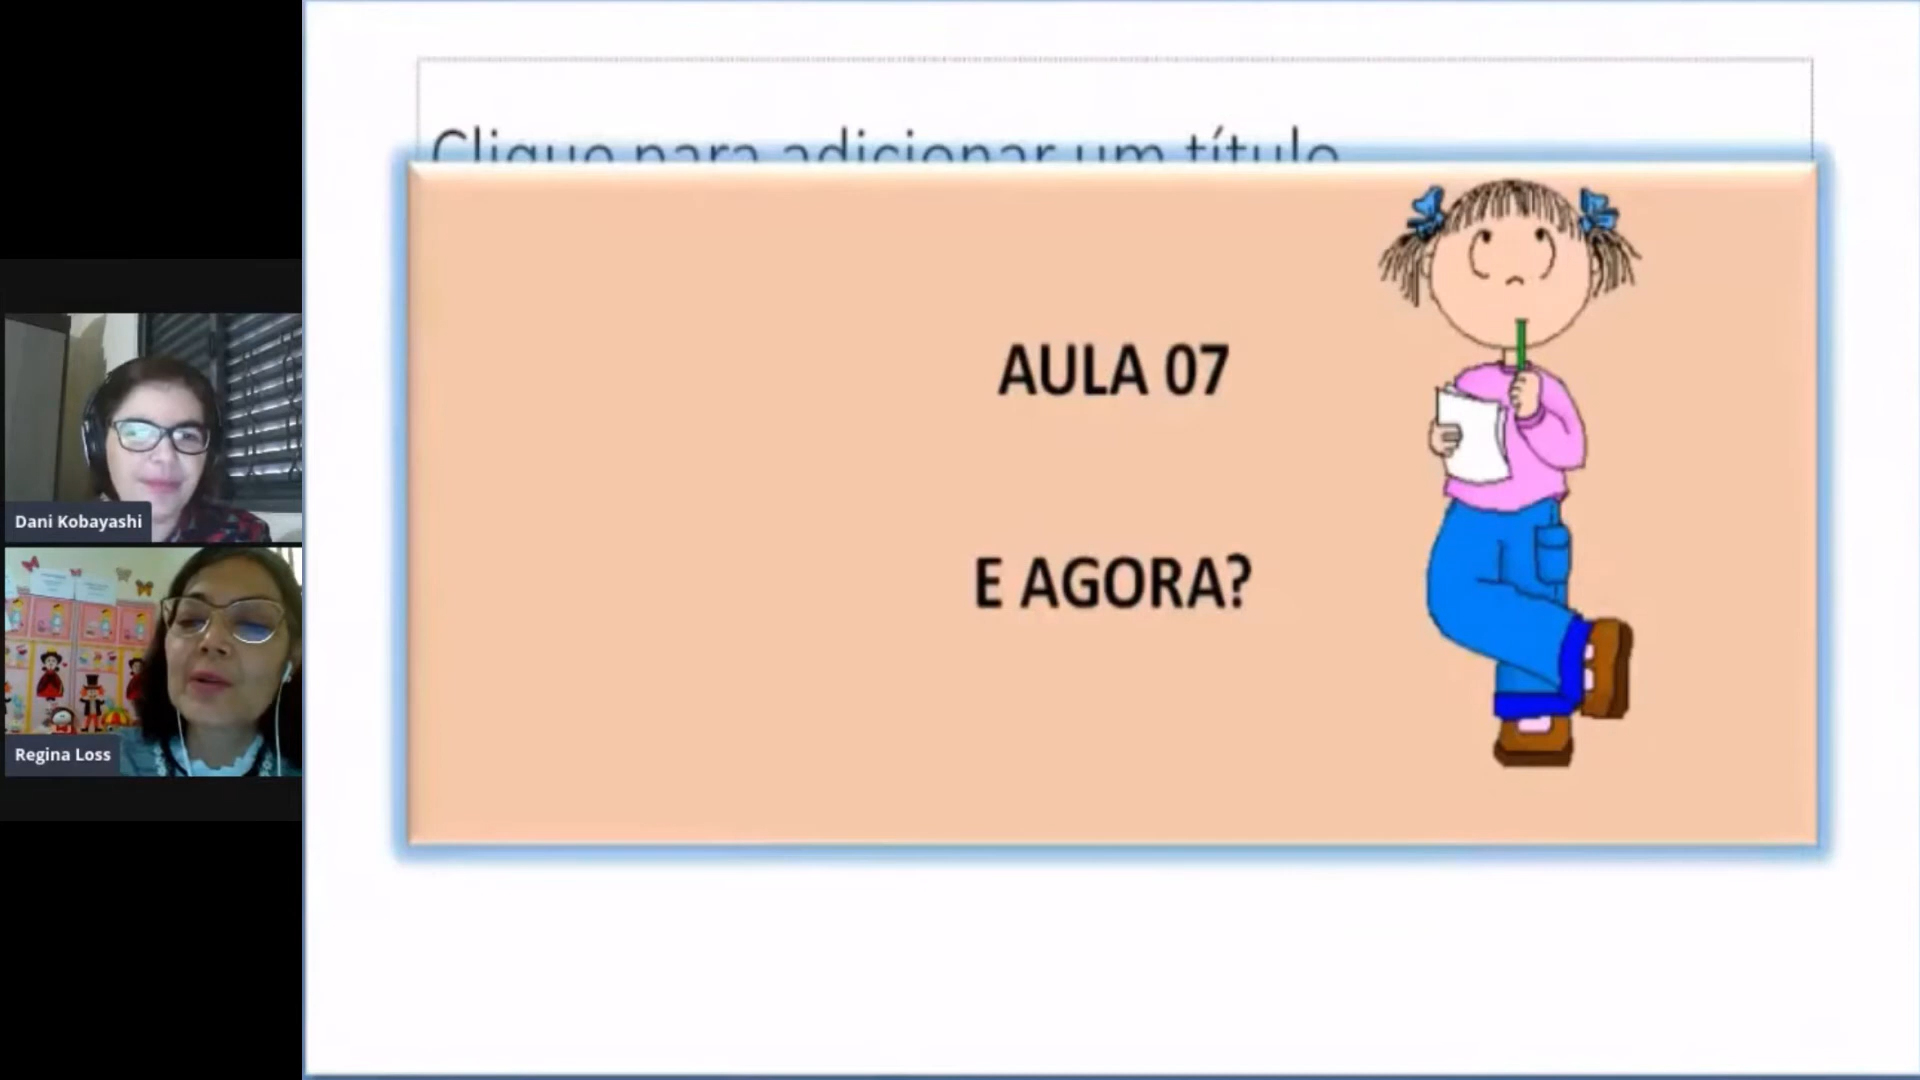 Clique para adicionar um título
AULA 07
E AGORA?
Dani Kobayashi
Regina Loss